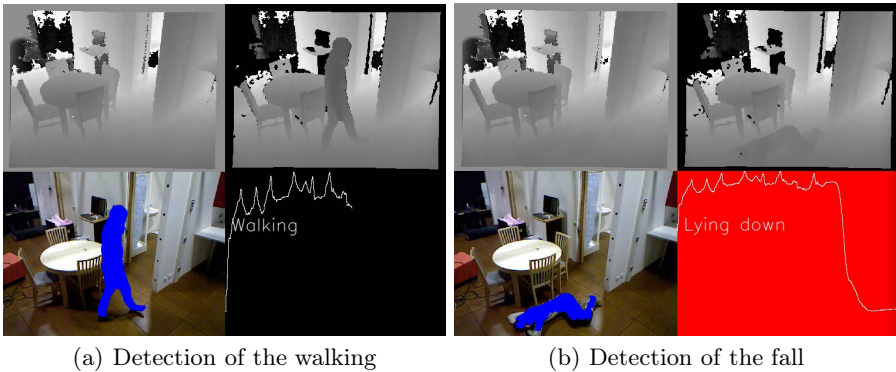 Walking
Lying down
(a) Detection of the walking
(b) Detection of the fall